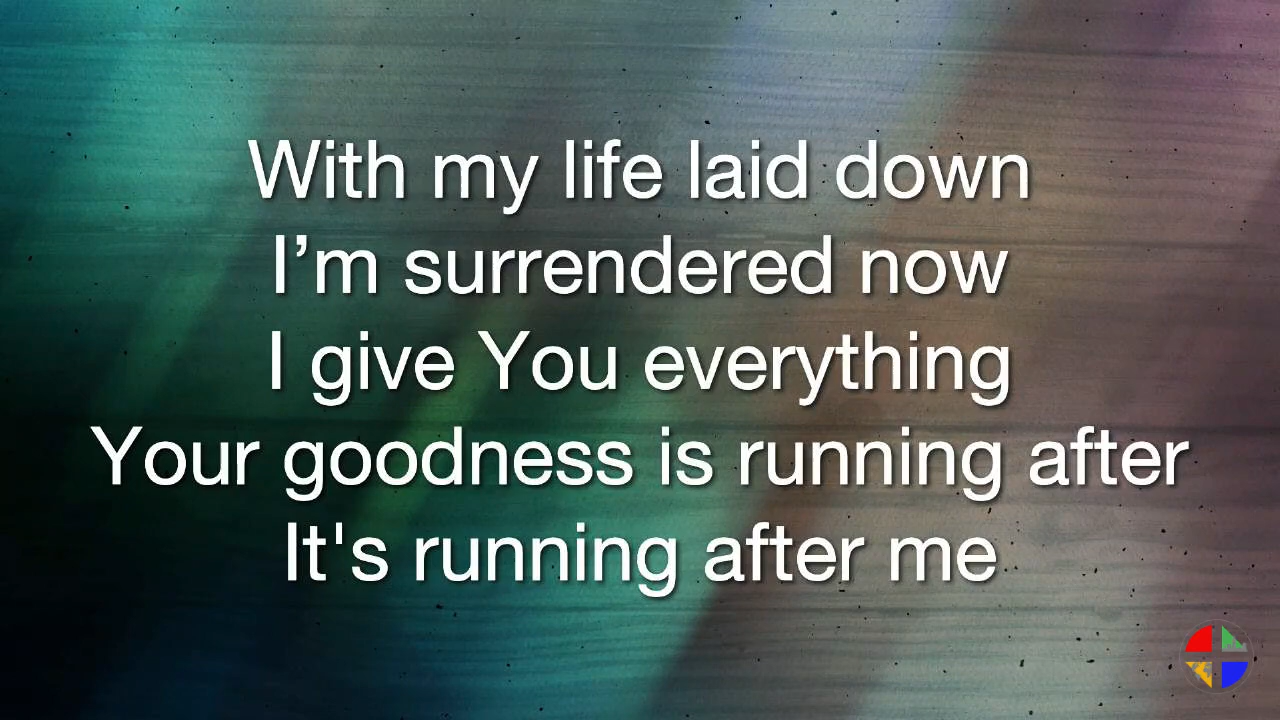 With my life laid down
I’m surrendered now
I give You everything
Your goodness is running after
It's running after me